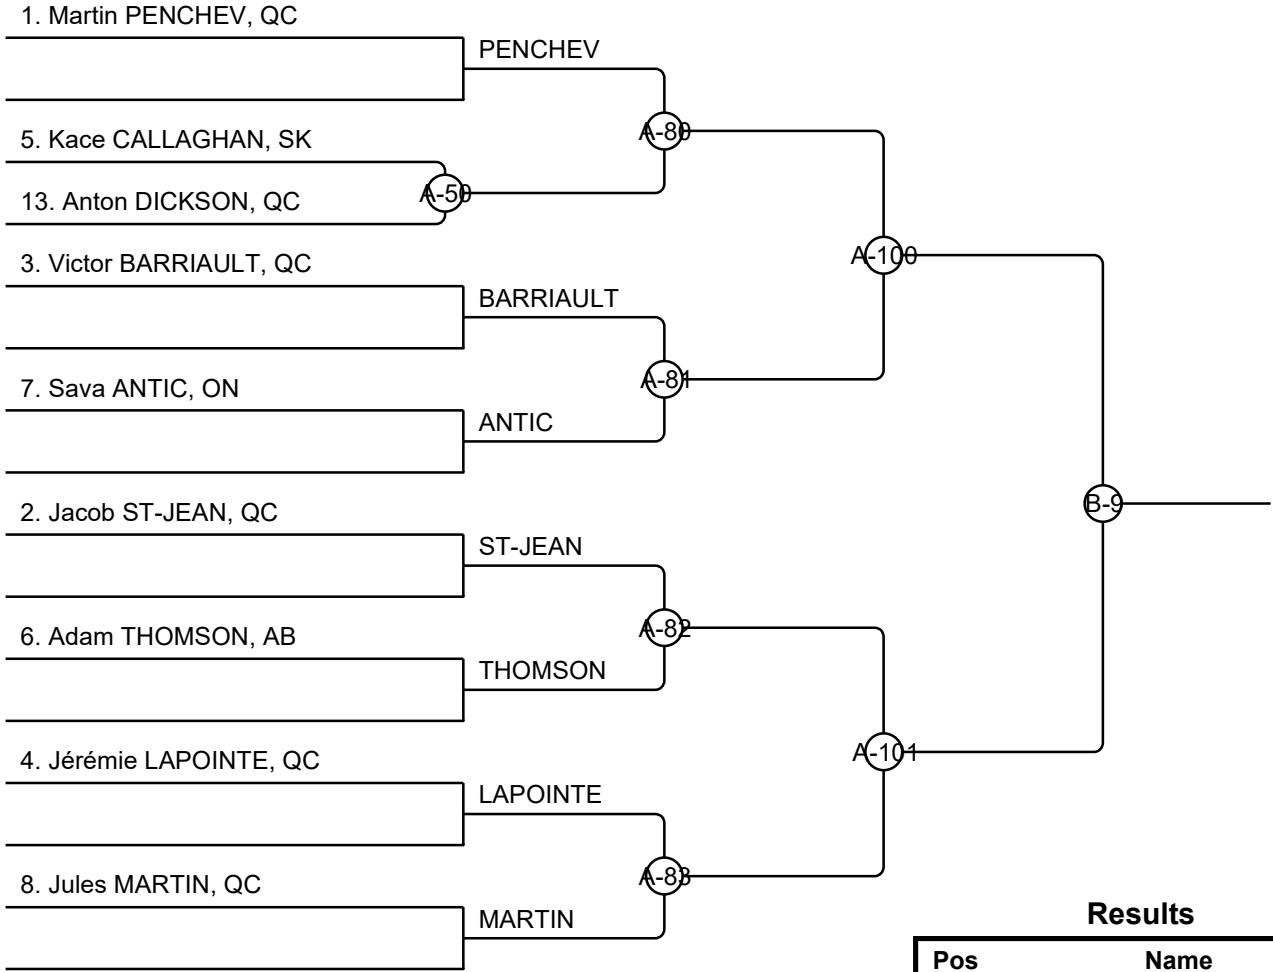 1. Martin PENCHEV, QC
PENCHEV
A-80
5. Kace CALLAGHAN, SK
A-50
13. Anton DICKSON, QC
A-100
3. Victor BARRIAULT, QC
BARRIAULT
A-81
7. Sava ANTIC, ON
ANTIC
B-9
2. Jacob ST-JEAN, QC
ST-JEAN
A-82
6. Adam THOMSON, AB
THOMSON
A-101
4. Jérémie LAPOINTE, QC
LAPOINTE
A-83
8. Jules MARTIN, QC
MARTIN
Results
Pos Name